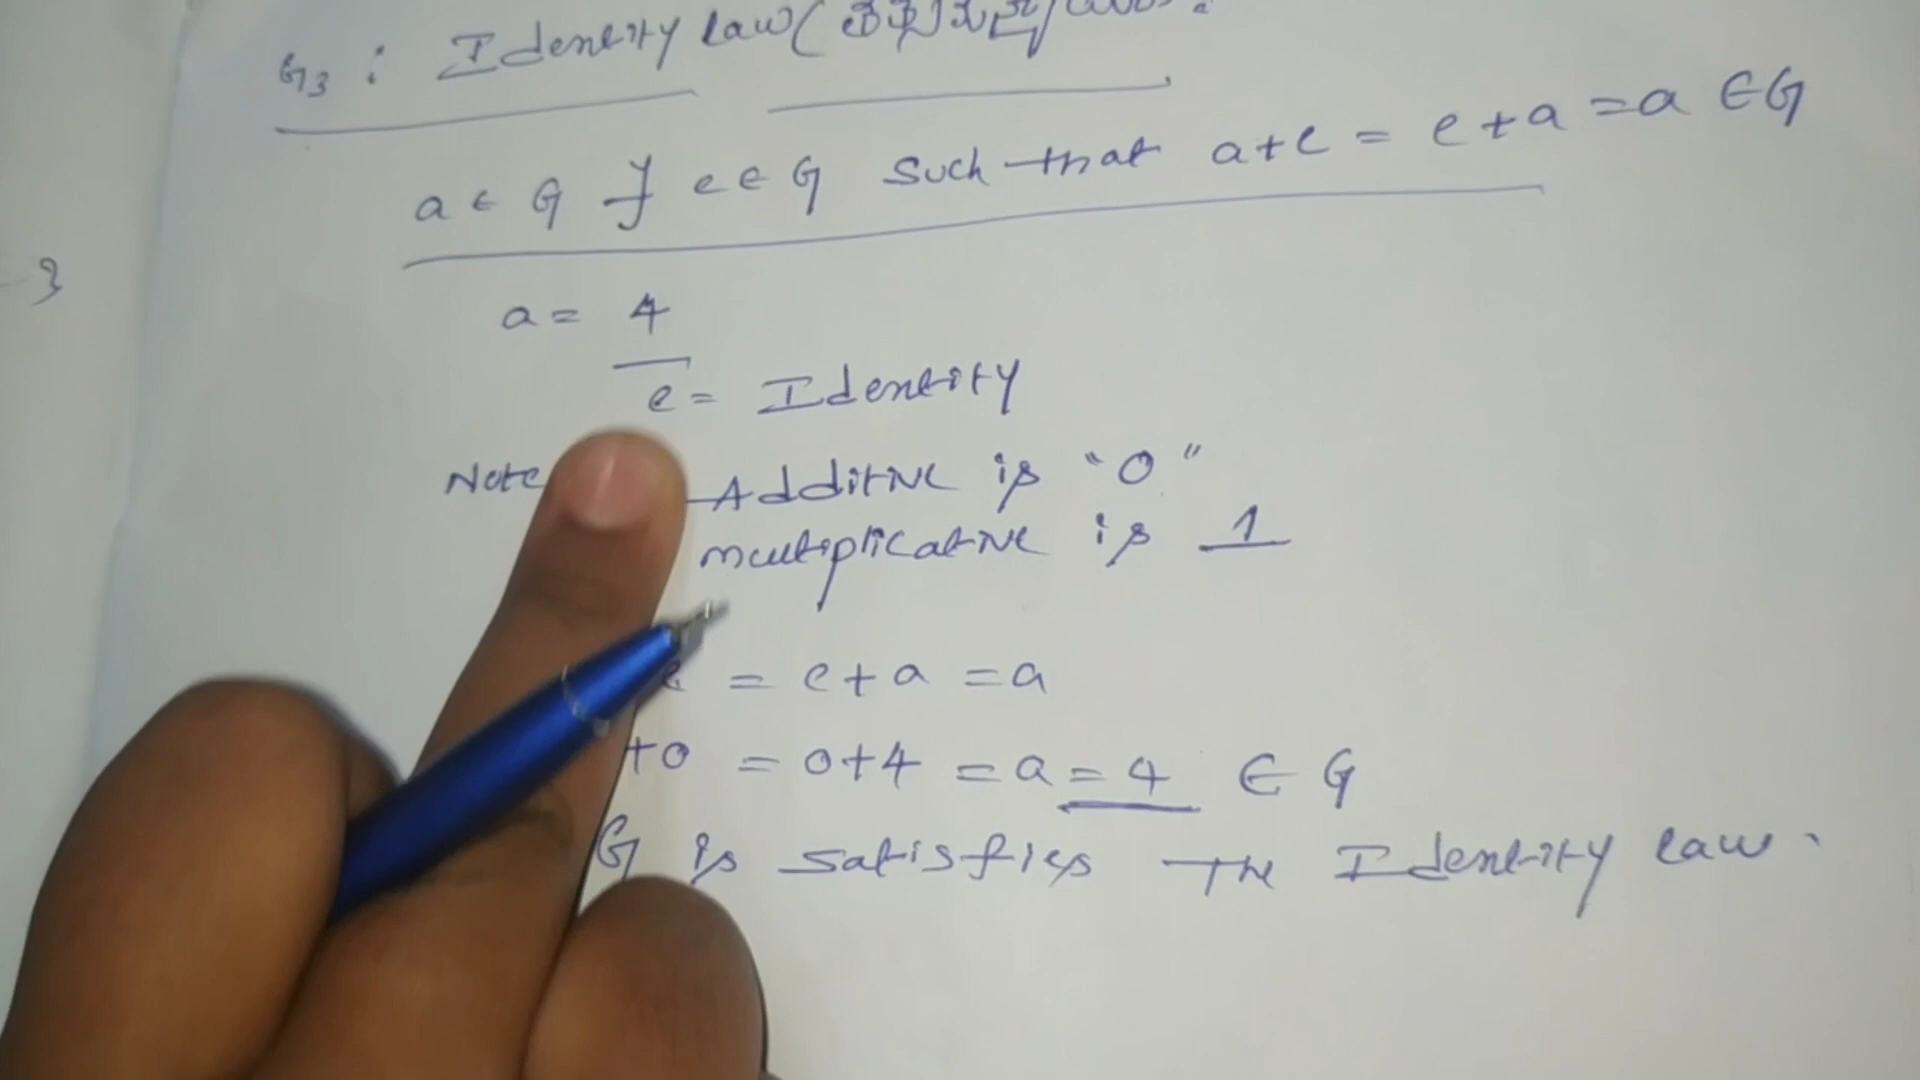 G3 : Identity law(
a ∈ G ∃ e ∈ G such that a+e = e+a = a ∈ G
}
a = 4
e = Identity
Note Additive is "0"
multiplicative is 1
e = e+a = a
+0 = 0+4 = a = 4 ∈ G
G is satisfies The Identity law.